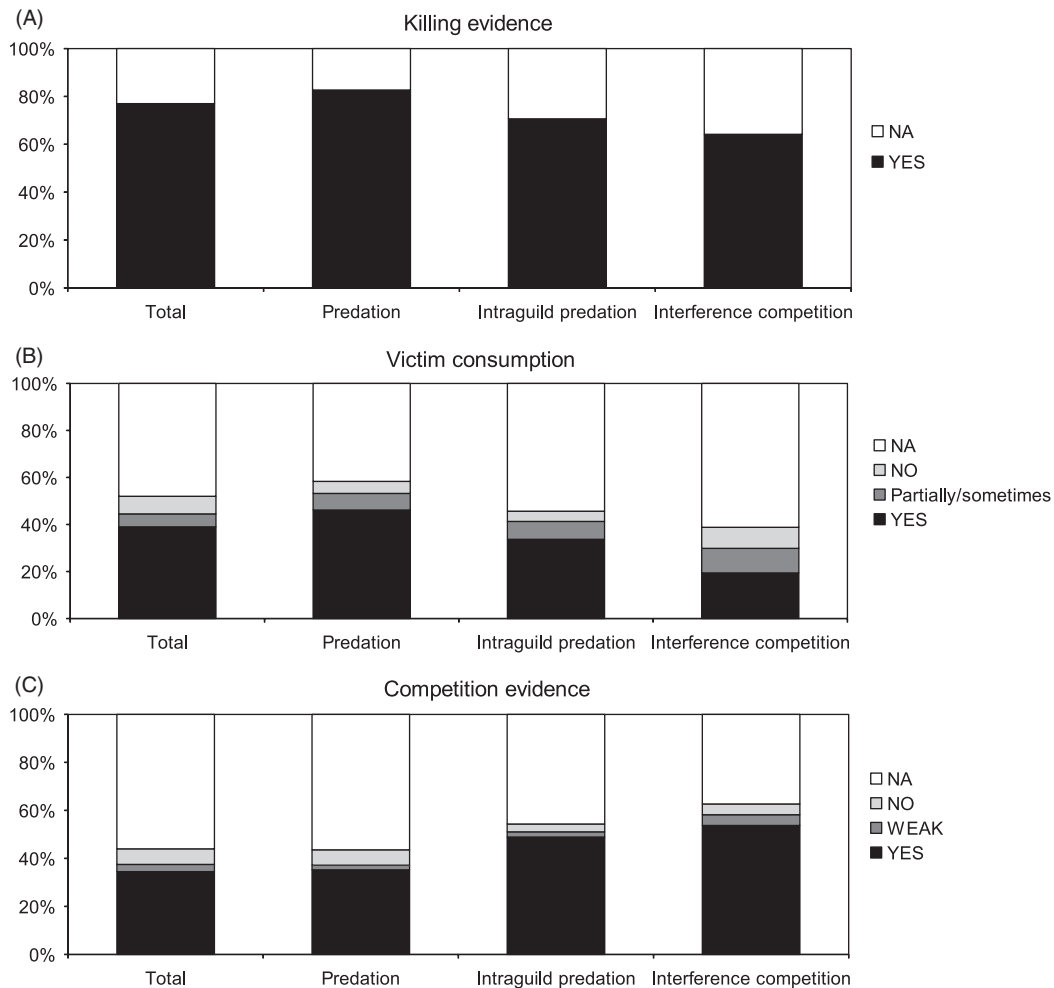 (A)
Killing evidence
100%
80%
60%
40%
20%
0%
NA
YES
Total Predation Intraguild predation Interference competition
(B)
Victim consumption
100%
80%
60%
40%
20%
0%
NA
NO
Partially/sometimes
YES
Total Predation Intraguild predation Interference competition
(C)
Competition evidence
100%
80%
60%
40%
20%
0%
NA
NO
WEAK
YES
Total Predation Intraguild predation Interference competition